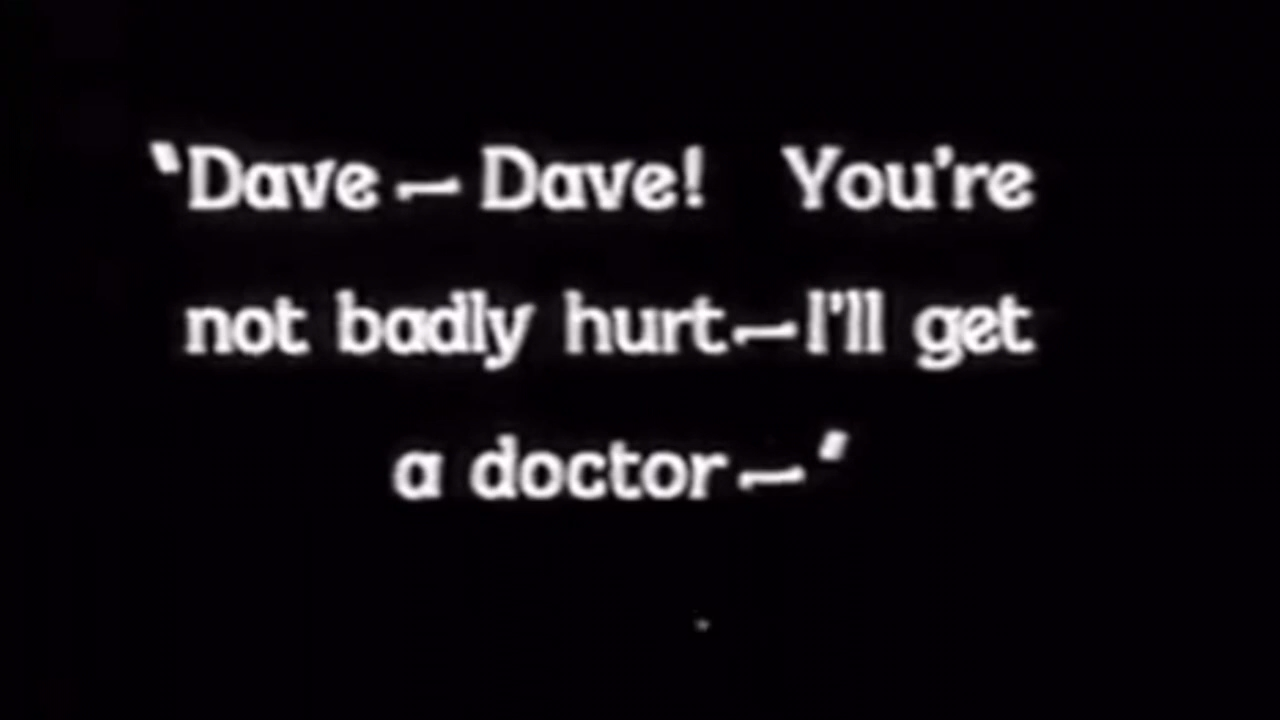 "Dave — Dave!  You're
not badly hurt — I'll get
a doctor — "